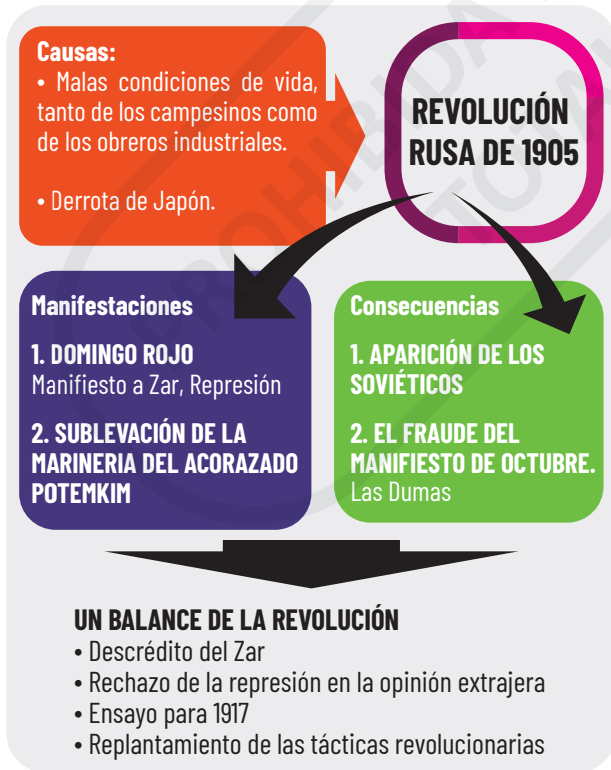 Causas:
• Malas condiciones de vida,
tanto de los campesinos como
de los obreros industriales.
• Derrota de Japón.
REVOLUCIÓN
RUSA DE 1905
Manifestaciones
1. DOMINGO ROJO
Manifiesto a Zar, Represión
2. SUBLEVACIÓN DE LA
MARINERIA DEL ACORAZADO
POTEMKIM
Consecuencias
1. APARICIÓN DE LOS
SOVIÉTICOS
2. EL FRAUDE DEL
MANIFIESTO DE OCTUBRE.
Las Dumas
UN BALANCE DE LA REVOLUCIÓN
• Descrédito del Zar
• Rechazo de la represión en la opinión extrajera
• Ensayo para 1917
• Replantamiento de las tácticas revolucionarias